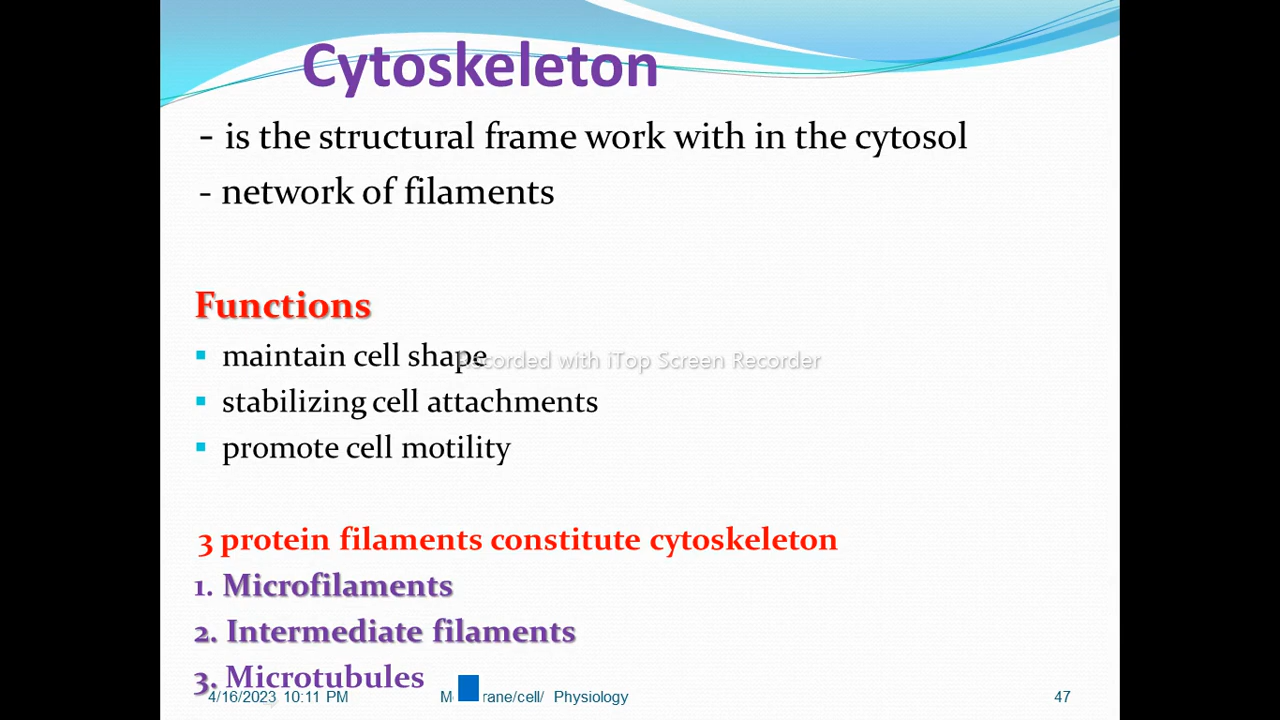 Cytoskeleton
- is the structural frame work with in the cytosol
- network of filaments
Functions
▪ maintain cell shape
Recorded with iTop Screen Recorder
▪ stabilizing cell attachments
▪ promote cell motility
3 protein filaments constitute cytoskeleton
1. Microfilaments
2. Intermediate filaments
3. Microtubules
4/16/2023 10:11 PM
rane/cell/ Physiology
47